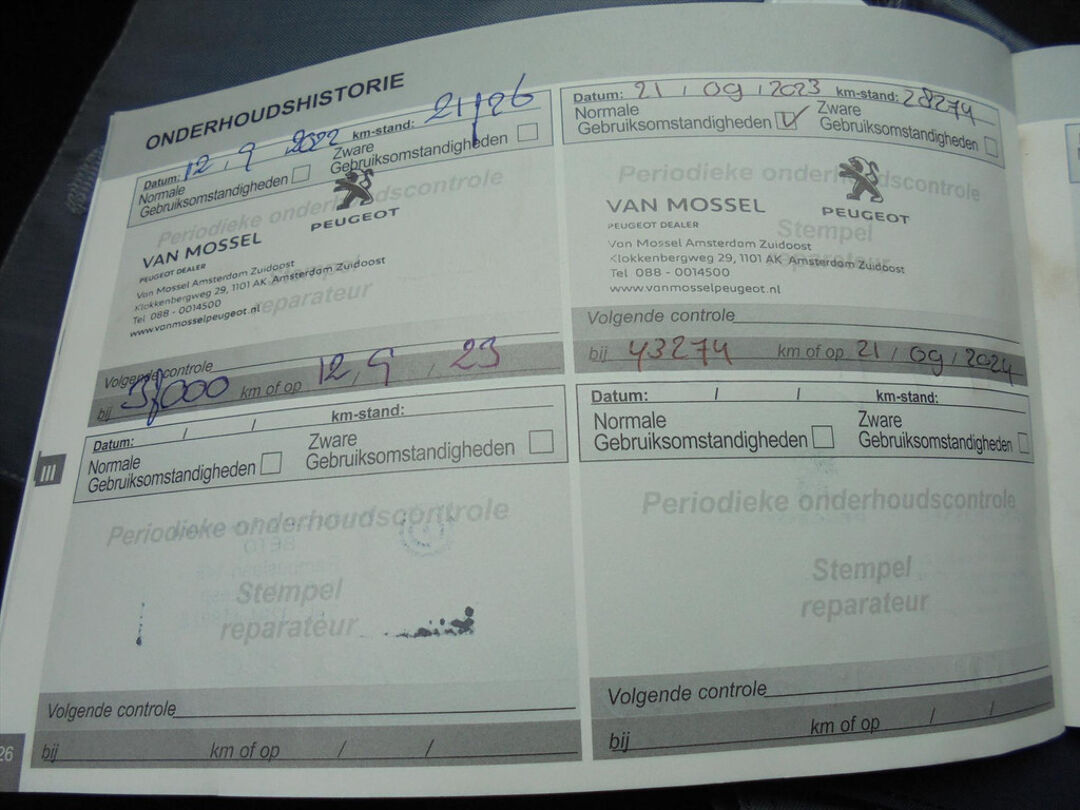 ONDERHOUDSHISTORIE
Datum: 12, 9 2022 km-stand:
Normale Gebruiksomstandigheden Zware Gebruiksomstandigheden
Periodieke onderhoudscontrole
PEUGEOT
VAN MOSSEL
PEUGEOT DEALER
Van Mossel Amsterdam Zuidoost
Klokkenbergweg 29, 1101 AK Amsterdam Zuidoost
Tel 088 - 0014500
www.vanmosselpeugeot.nl
Stempel
reparateur
Volgende controle
bij km of op 12, 9, 23
Datum: 21 / 09 / 2023 km-stand: 28274
Normale Gebruiksomstandigheden Zware Gebruiksomstandigheden
Periodieke onderhoudscontrole
PEUGEOT
VAN MOSSEL
PEUGEOT DEALER
Van Mossel Amsterdam Zuidoost
Klokkenbergweg 29, 1101 AK Amsterdam Zuidoost
Tel 088 - 0014500
www.vanmosselpeugeot.nl
Stempel
reparateur
Volgende controle
bij 43274 km of op 21 / 09 / 2024
III
Datum: / / km-stand:
Normale Gebruiksomstandigheden Zware Gebruiksomstandigheden
Periodieke onderhoudscontrole
Stempel
reparateur
Volgende controle
bij km of op / /
Datum: / / km-stand:
Normale Gebruiksomstandigheden Zware Gebruiksomstandigheden
Periodieke onderhoudscontrole
Stempel
reparateur
Volgende controle
bij km of op / /
26